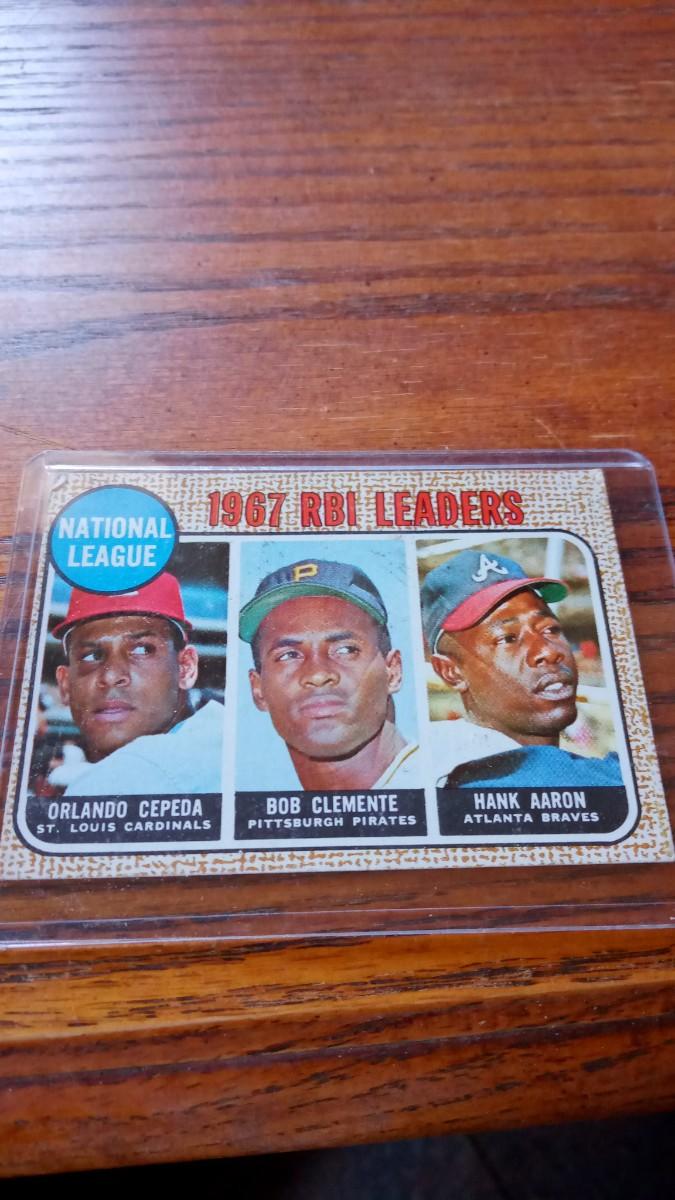 1967 RBI LEADERS
NATIONAL
LEAGUE
P
A
ORLANDO CEPEDA
ST. LOUIS CARDINALS
BOB CLEMENTE
PITTSBURGH PIRATES
HANK AARON
ATLANTA BRAVES